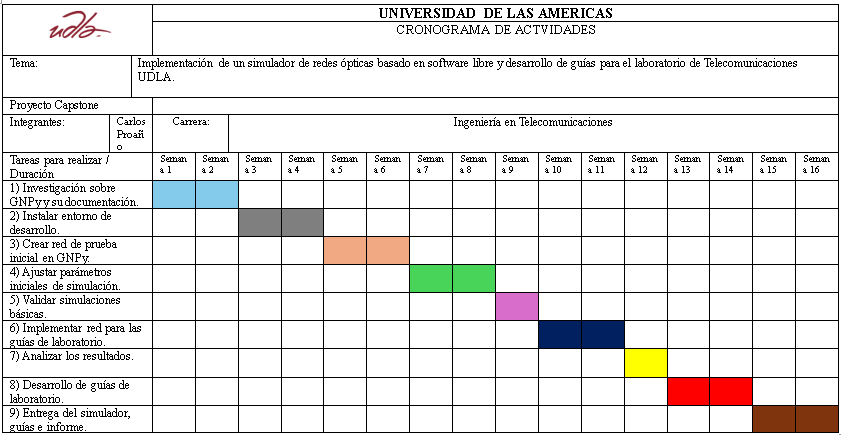 udla
UNIVERSIDAD DE LAS AMERICAS
CRONOGRAMA DE ACTVIDADES
Tema:
Implementación de un simulador de redes ópticas basado en software libre y desarrollo de guías para el laboratorio de Telecomunicaciones
UDLA.
Proyecto Capstone
Integrantes:
Carlos
Proañ
o
Carrera:
Ingeniería en Telecomunicaciones
Tareas para realizar /
Duración
Seman
a 1
Seman
a 2
Seman
a 3
Seman
a 4
Seman
a 5
Seman
a 6
Seman
a 7
Seman
a 8
Seman
a 9
Seman
a 10
Seman
a 11
Seman
a 12
Seman
a 13
Seman
a 14
Seman
a 15
Seman
a 16
1) Investigación sobre
GNPy y su documentación.
2) Instalar entorno de
desarrollo.
3) Crear red de prueba
inicial en GNPy.
4) Ajustar parámetros
iniciales de simulación.
5) Validar simulaciones
básicas.
6) Implementar red para las
guías de laboratorio.
7) Analizar los resultados.
8) Desarrollo de guías de
laboratorio.
9) Entrega del simulador,
guías e informe.